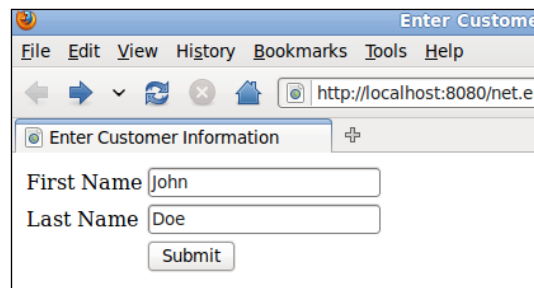 Enter Custome
File Edit View History Bookmarks Tools Help
http://localhost:8080/net.e
Enter Customer Information
First Name John
Last Name Doe
Submit